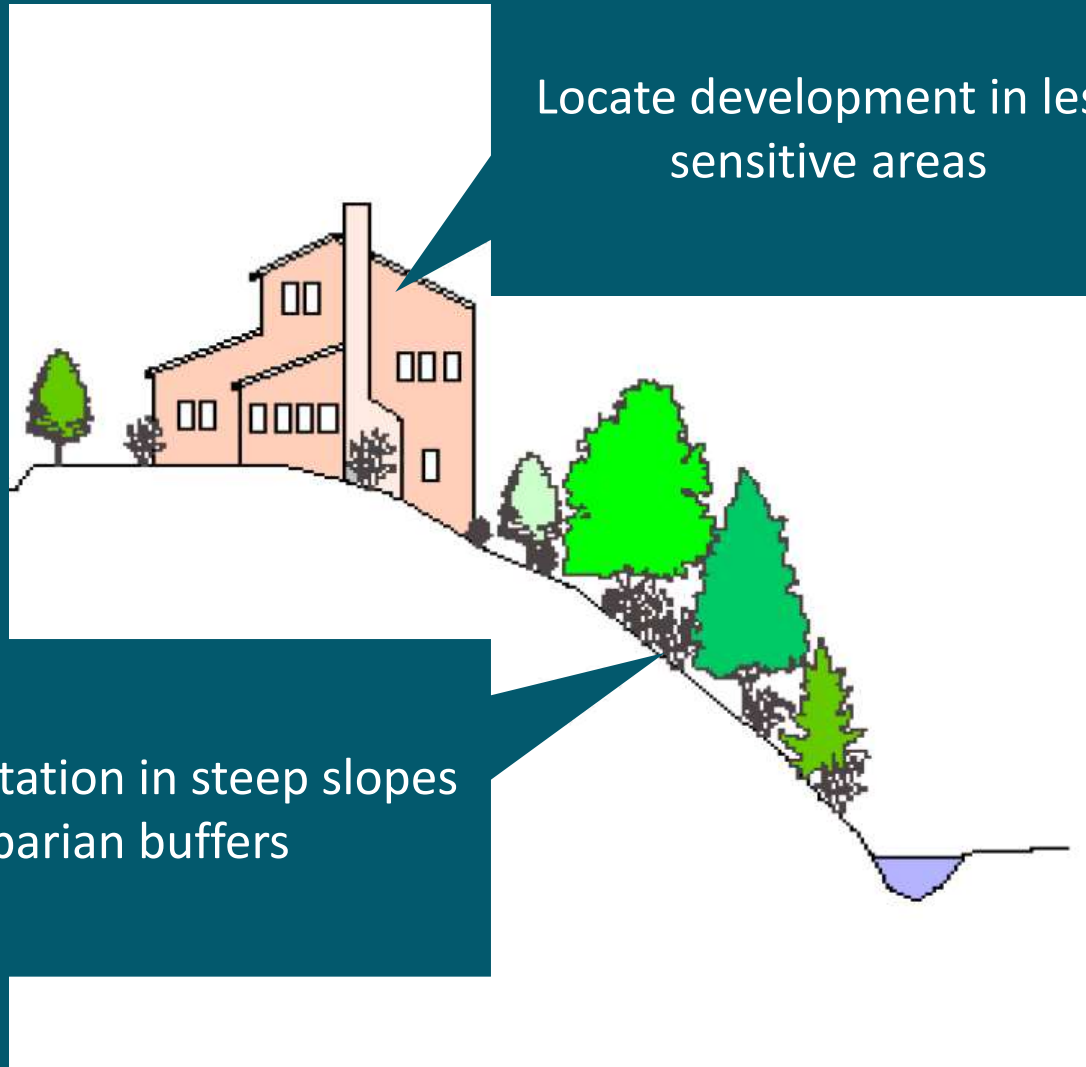 Locate development in les
sensitive areas
tation in steep slopes
parian buffers